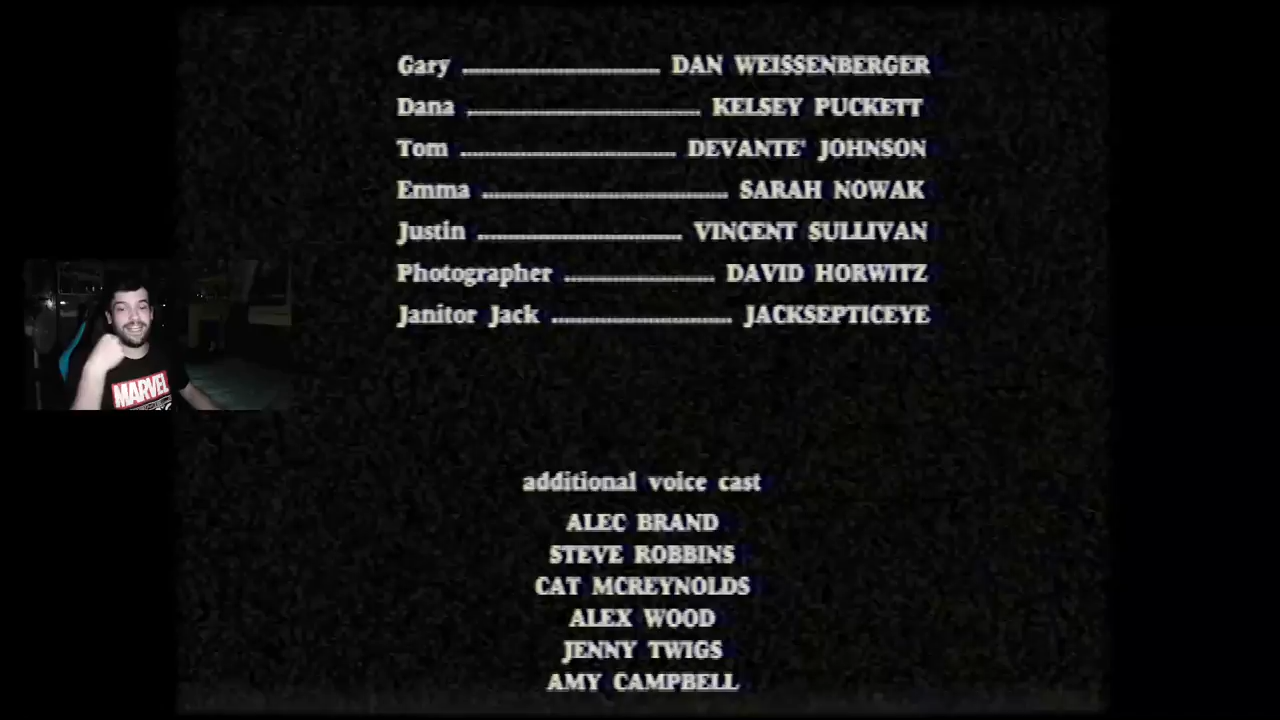 Gary ........................................ DAN WEISSENBERGER
Dana ............................................... KELSEY PUCKETT
Tom ............................................ DEVANTE' JOHNSON
Emma .................................................. SARAH NOWAK
Justin ......................................... VINCENT SULLIVAN
Photographer .............................. DAVID HORWITZ
Janitor Jack .................................... JACKSEPTICEYE
MARVEL
additional voice cast
ALEC BRAND
STEVE ROBBINS
CAT MCREYNOLDS
ALEX WOOD
JENNY TWIGS
AMY CAMPBELL